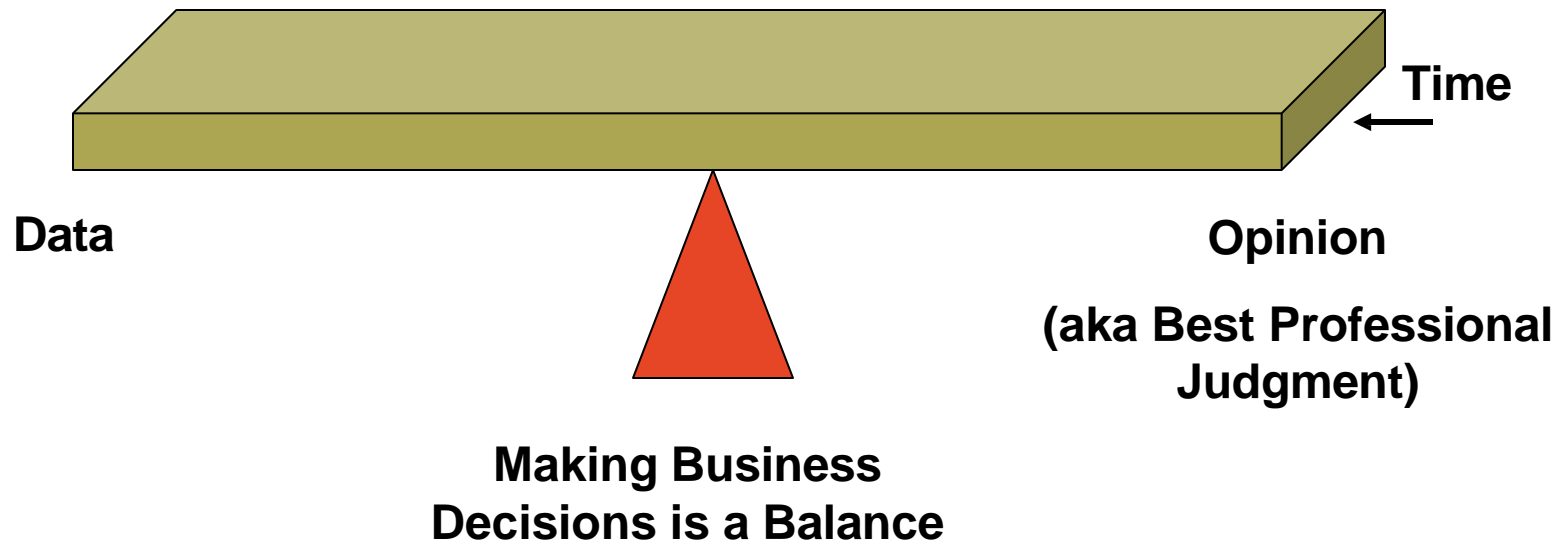 Time
Data
Opinion
(aka Best Professional
Judgment)
Making Business
Decisions is a Balance